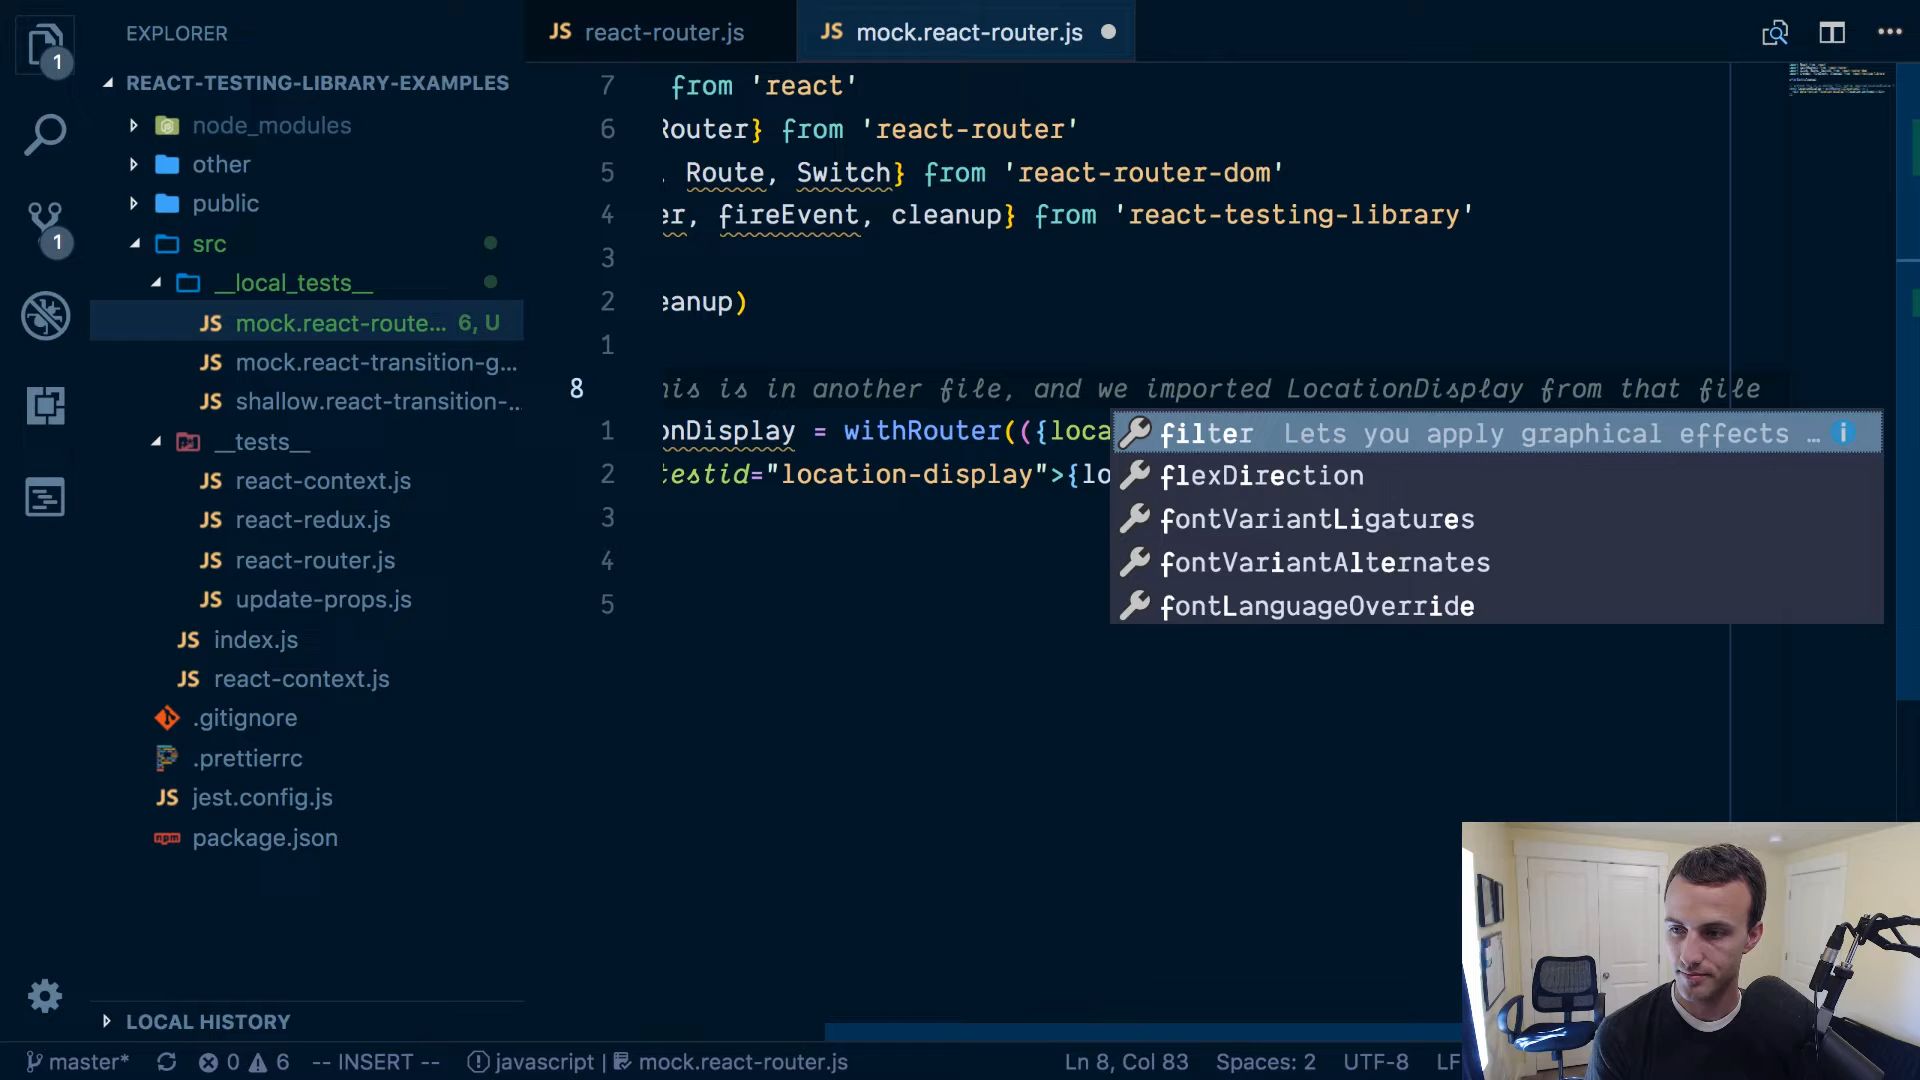 EXPLORER
REACT-TESTING-LIBRARY-EXAMPLES
node_modules
other
public
src
__local_tests__
JS mock.react-route... 6, U
JS mock.react-transition-g...
JS shallow.react-transition-...
__tests__
JS react-context.js
JS react-redux.js
JS react-router.js
JS update-props.js
JS index.js
JS react-context.js
.gitignore
.prettierrc
JS jest.config.js
npm package.json
LOCAL HISTORY
1
1
JS react-router.js
JS mock.react-router.js
7 from 'react'
6 Router} from 'react-router'
5 , Route, Switch} from 'react-router-dom'
4 er, fireEvent, cleanup} from 'react-testing-library'
3
2 eanup)
1
8 his is in another file, and we imported LocationDisplay from that file
1 onDisplay = withRouter(({loca
2 testid="location-display">{lo
3
4
5
filter Lets you apply graphical effects ...
flexDirection
fontVariantLigatures
fontVariantAlternates
fontLanguageOverride
master* 0 6 -- INSERT -- javascript | mock.react-router.js Ln 8, Col 83 Spaces: 2 UTF-8 LF